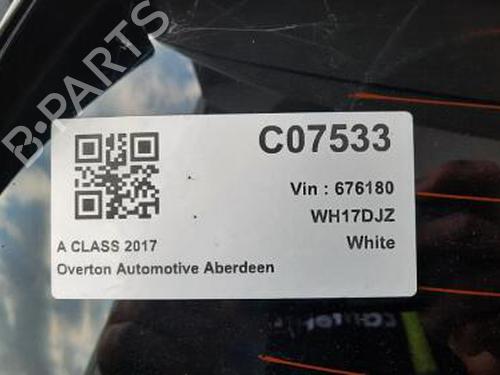 B-PARTS
C07533
Vin : 676180
WH17DJZ
A CLASS 2017
White
Overton Automotive Aberdeen